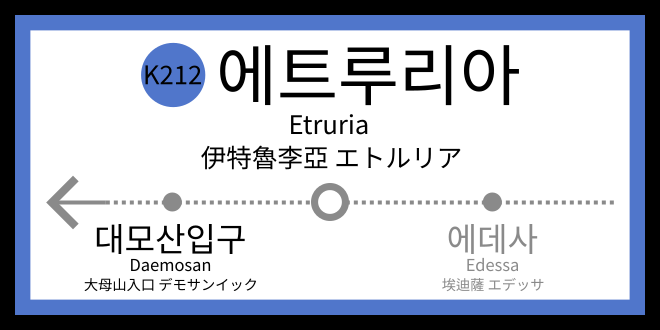 K212 에트루리아
Etruria
伊特魯李亞 エトルリア
대모산입구
Daemosan
大母山入口 デモサンイック
에데사
Edessa
埃迪薩 エデッサ